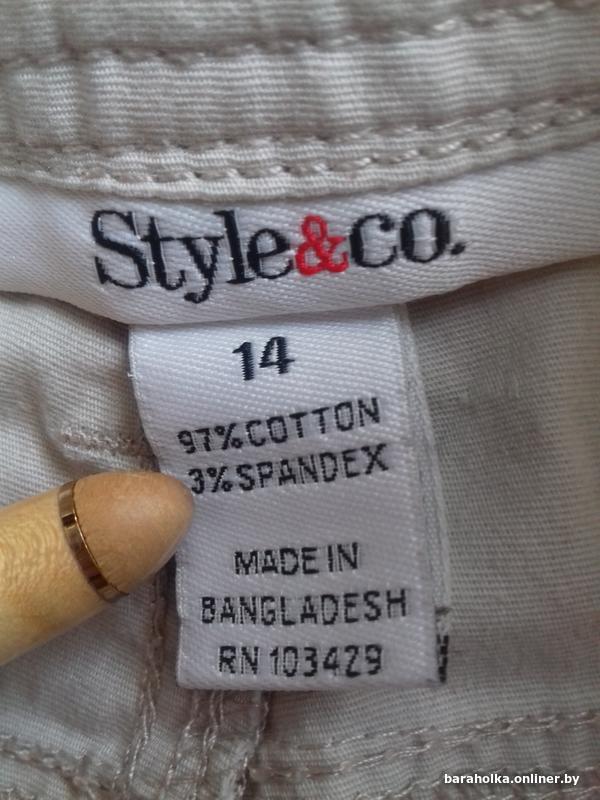 Style&co.
14
97%COTTON
3%SPANDEX
MADE IN
BANGLADESH
RN 103429
baraholka.onliner.by